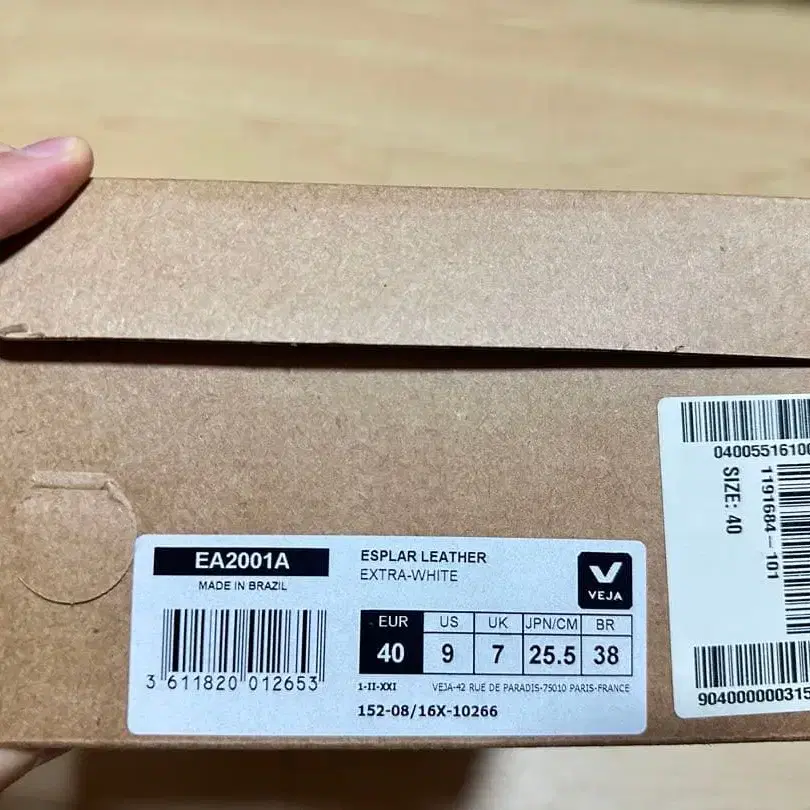 EA2001A
MADE IN BRAZIL
3 611820 012653
ESPLAR LEATHER
EXTRA-WHITE
VEJA
EUR US UK JPN/CM BR
40 9 7 25.5 38
1-II-XXI VEJA-42 RUE DE PARADIS-75010 PARIS-FRANCE
152-08/16X-10266
0400551610
SIZE: 40
1191684-101
90400000315